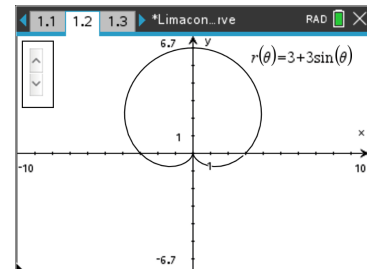 1.1 1.2 1.3 *Limacon...rve RAD
6.7 y
r(θ)=3+3sin(θ)
1
x
-10 1 10
-6.7